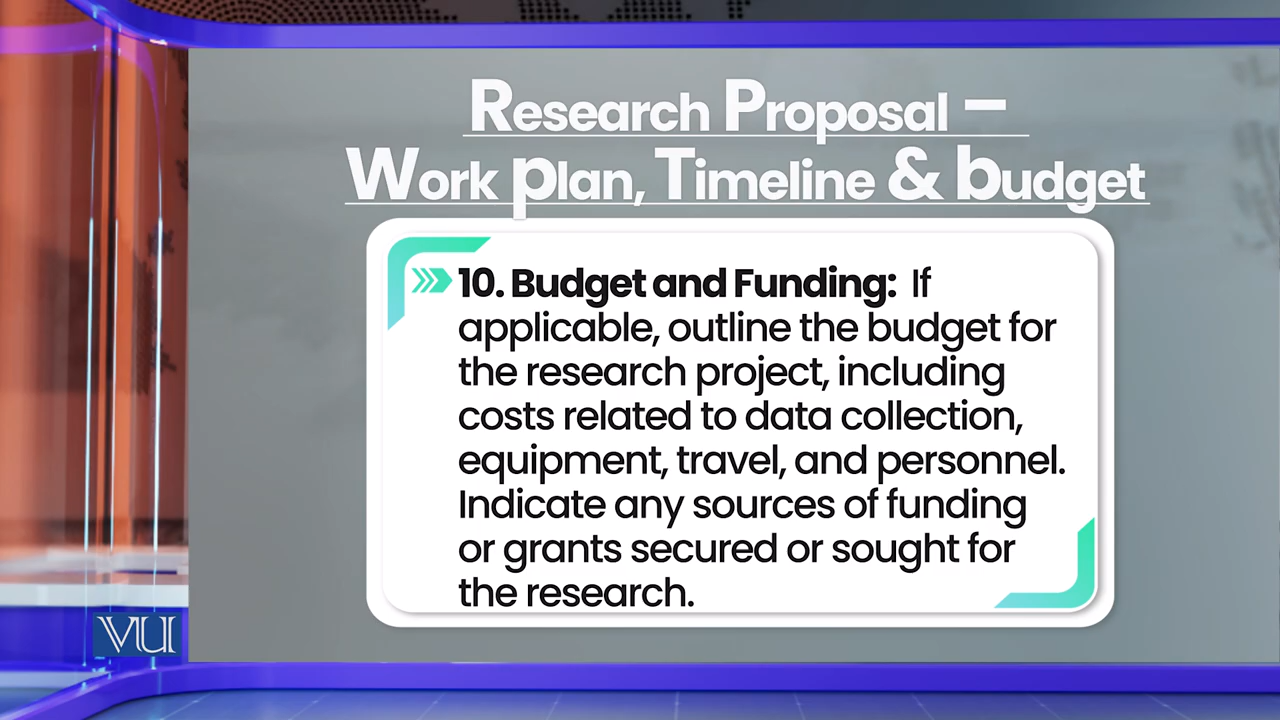 Research Proposal –
Work plan, Timeline & budget
10. Budget and Funding: If
applicable, outline the budget for
the research project, including
costs related to data collection,
equipment, travel, and personnel.
Indicate any sources of funding
or grants secured or sought for
the research.
VU